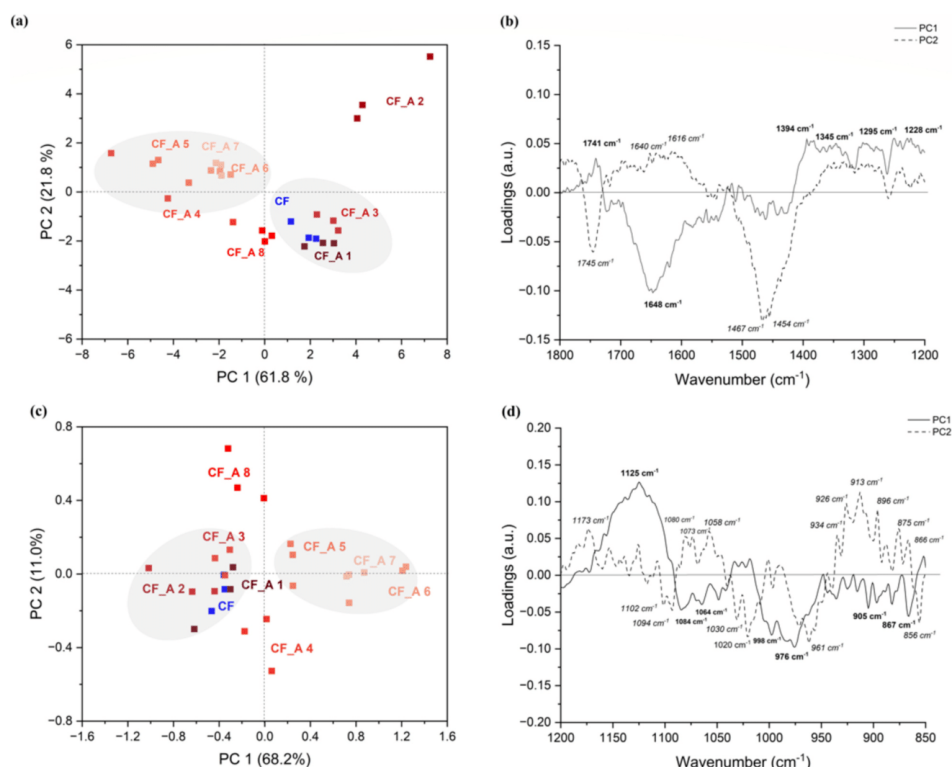 (a)
6
4
2
0
−2
−4
−6
PC 2 (21.8 %)
CF_A 2
CF_A 5
CF_A 7
CF_A 6
CF_A 4
CF
CF_A 3
CF_A 8
CF_A 1
−8 −6 −4 −2 0 2 4 6 8
PC 1 (61.8 %)
(b)
PC1
PC2
0.15
0.10
0.05
0.00
−0.05
−0.10
−0.15
Loadings (a.u.)
1741 cm⁻¹
1640 cm⁻¹
1616 cm⁻¹
1394 cm⁻¹
1345 cm⁻¹
1295 cm⁻¹
1228 cm⁻¹
1745 cm⁻¹
1648 cm⁻¹
1467 cm⁻¹
1454 cm⁻¹
1800 1700 1600 1500 1400 1300 1200
Wavenumber (cm⁻¹)
(c)
0.8
0.4
0.0
−0.4
−0.8
PC 2 (11.0%)
CF_A 8
CF_A 3
CF_A 5
CF_A 7
CF_A 2
CF_A 1
CF_A 6
CF
CF_A 4
−1.6 −1.2 −0.8 −0.4 0.0 0.4 0.8 1.2 1.6
PC 1 (68.2%)
(d)
PC1
PC2
0.20
0.15
0.10
0.05
0.00
−0.05
−0.10
−0.15
−0.20
Loadings (a.u.)
1173 cm⁻¹
1125 cm⁻¹
1080 cm⁻¹
1073 cm⁻¹
1058 cm⁻¹
934 cm⁻¹
926 cm⁻¹
913 cm⁻¹
896 cm⁻¹
875 cm⁻¹
866 cm⁻¹
1102 cm⁻¹
1094 cm⁻¹
1084 cm⁻¹
1064 cm⁻¹
1030 cm⁻¹
1020 cm⁻¹
998 cm⁻¹
976 cm⁻¹
961 cm⁻¹
905 cm⁻¹
867 cm⁻¹
856 cm⁻¹
1200 1150 1100 1050 1000 950 900 850
Wavenumber (cm⁻¹)